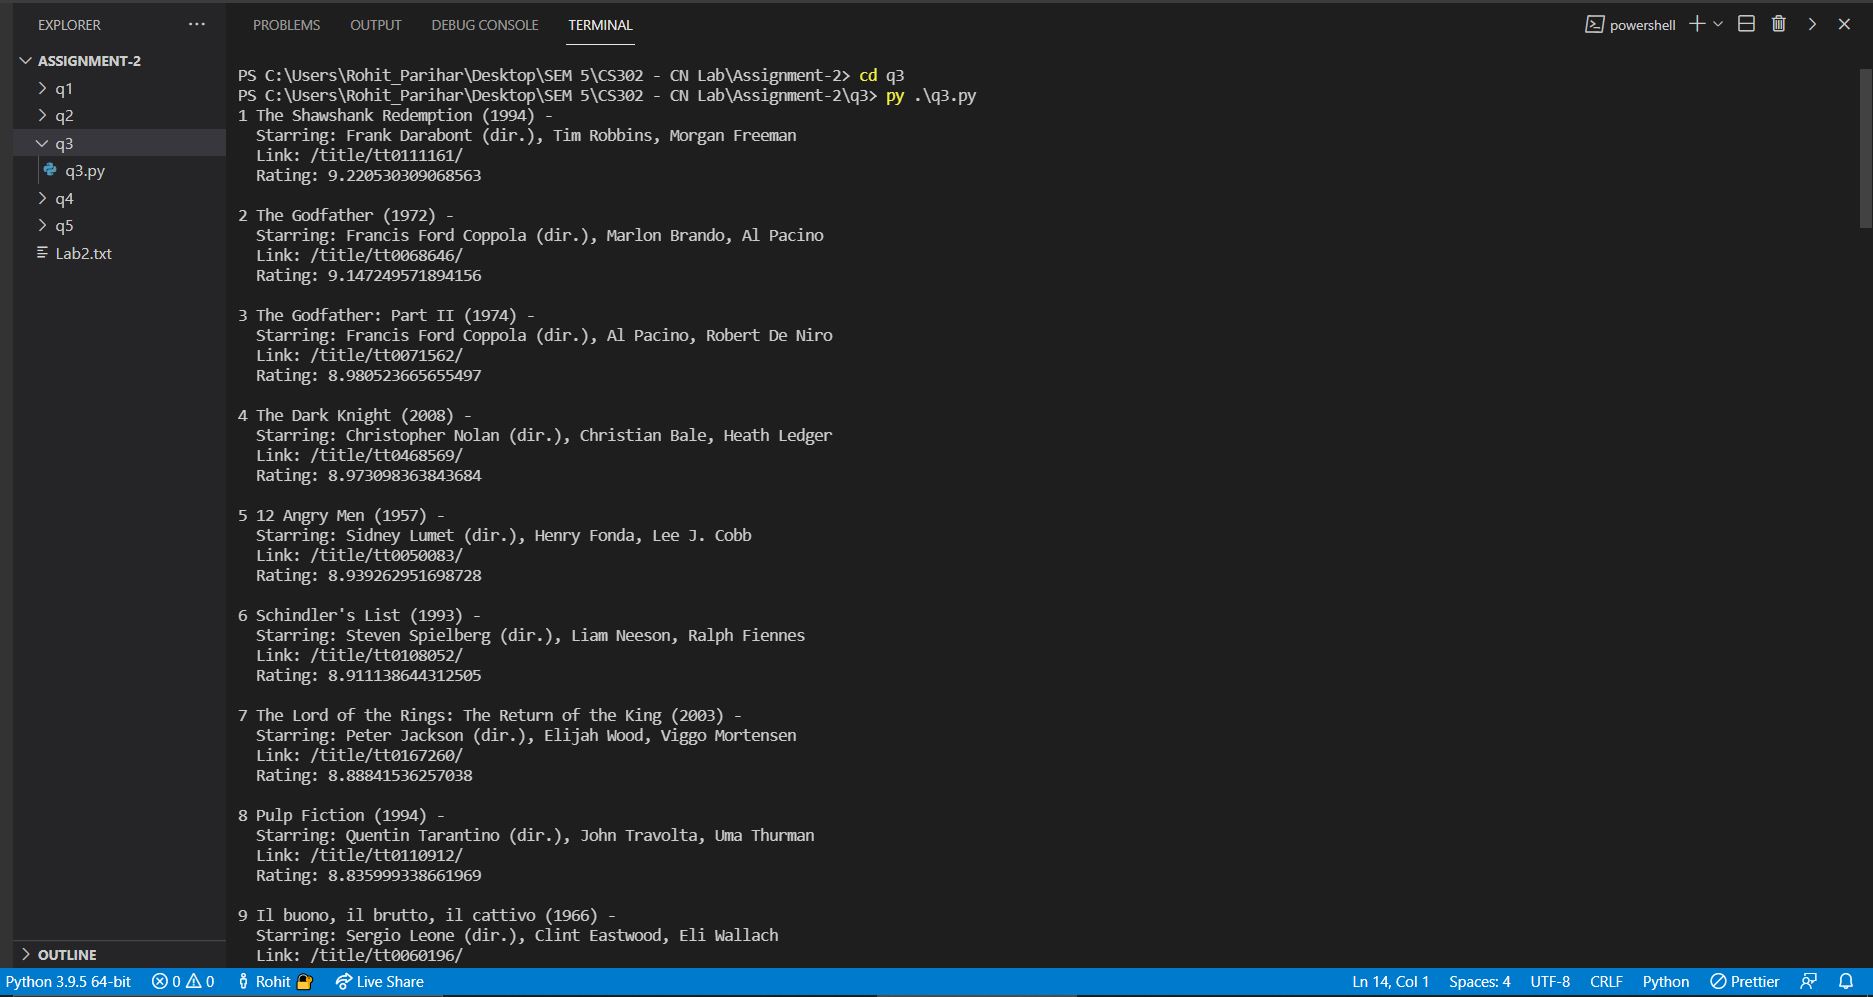 EXPLORER
ASSIGNMENT-2
q1
q2
q3
q3.py
q4
q5
Lab2.txt
OUTLINE
PROBLEMS OUTPUT DEBUG CONSOLE TERMINAL
powershell
PS C:\Users\Rohit_Parihar\Desktop\SEM 5\CS302 - CN Lab\Assignment-2> cd q3
PS C:\Users\Rohit_Parihar\Desktop\SEM 5\CS302 - CN Lab\Assignment-2\q3> py .\q3.py
1 The Shawshank Redemption (1994) -
Starring: Frank Darabont (dir.), Tim Robbins, Morgan Freeman
Link: /title/tt0111161/
Rating: 9.220530309068563
2 The Godfather (1972) -
Starring: Francis Ford Coppola (dir.), Marlon Brando, Al Pacino
Link: /title/tt0068646/
Rating: 9.147249571894156
3 The Godfather: Part II (1974) -
Starring: Francis Ford Coppola (dir.), Al Pacino, Robert De Niro
Link: /title/tt0071562/
Rating: 8.980523665655497
4 The Dark Knight (2008) -
Starring: Christopher Nolan (dir.), Christian Bale, Heath Ledger
Link: /title/tt0468569/
Rating: 8.973098363843684
5 12 Angry Men (1957) -
Starring: Sidney Lumet (dir.), Henry Fonda, Lee J. Cobb
Link: /title/tt0050083/
Rating: 8.939262951698728
6 Schindler's List (1993) -
Starring: Steven Spielberg (dir.), Liam Neeson, Ralph Fiennes
Link: /title/tt0108052/
Rating: 8.911138644312505
7 The Lord of the Rings: The Return of the King (2003) -
Starring: Peter Jackson (dir.), Elijah Wood, Viggo Mortensen
Link: /title/tt0167260/
Rating: 8.88841536257038
8 Pulp Fiction (1994) -
Starring: Quentin Tarantino (dir.), John Travolta, Uma Thurman
Link: /title/tt0110912/
Rating: 8.835999338661969
9 Il buono, il brutto, il cattivo (1966) -
Starring: Sergio Leone (dir.), Clint Eastwood, Eli Wallach
Link: /title/tt0060196/
Python 3.9.5 64-bit 0 0 Rohit Live Share Ln 14, Col 1 Spaces: 4 UTF-8 CRLF Python Prettier